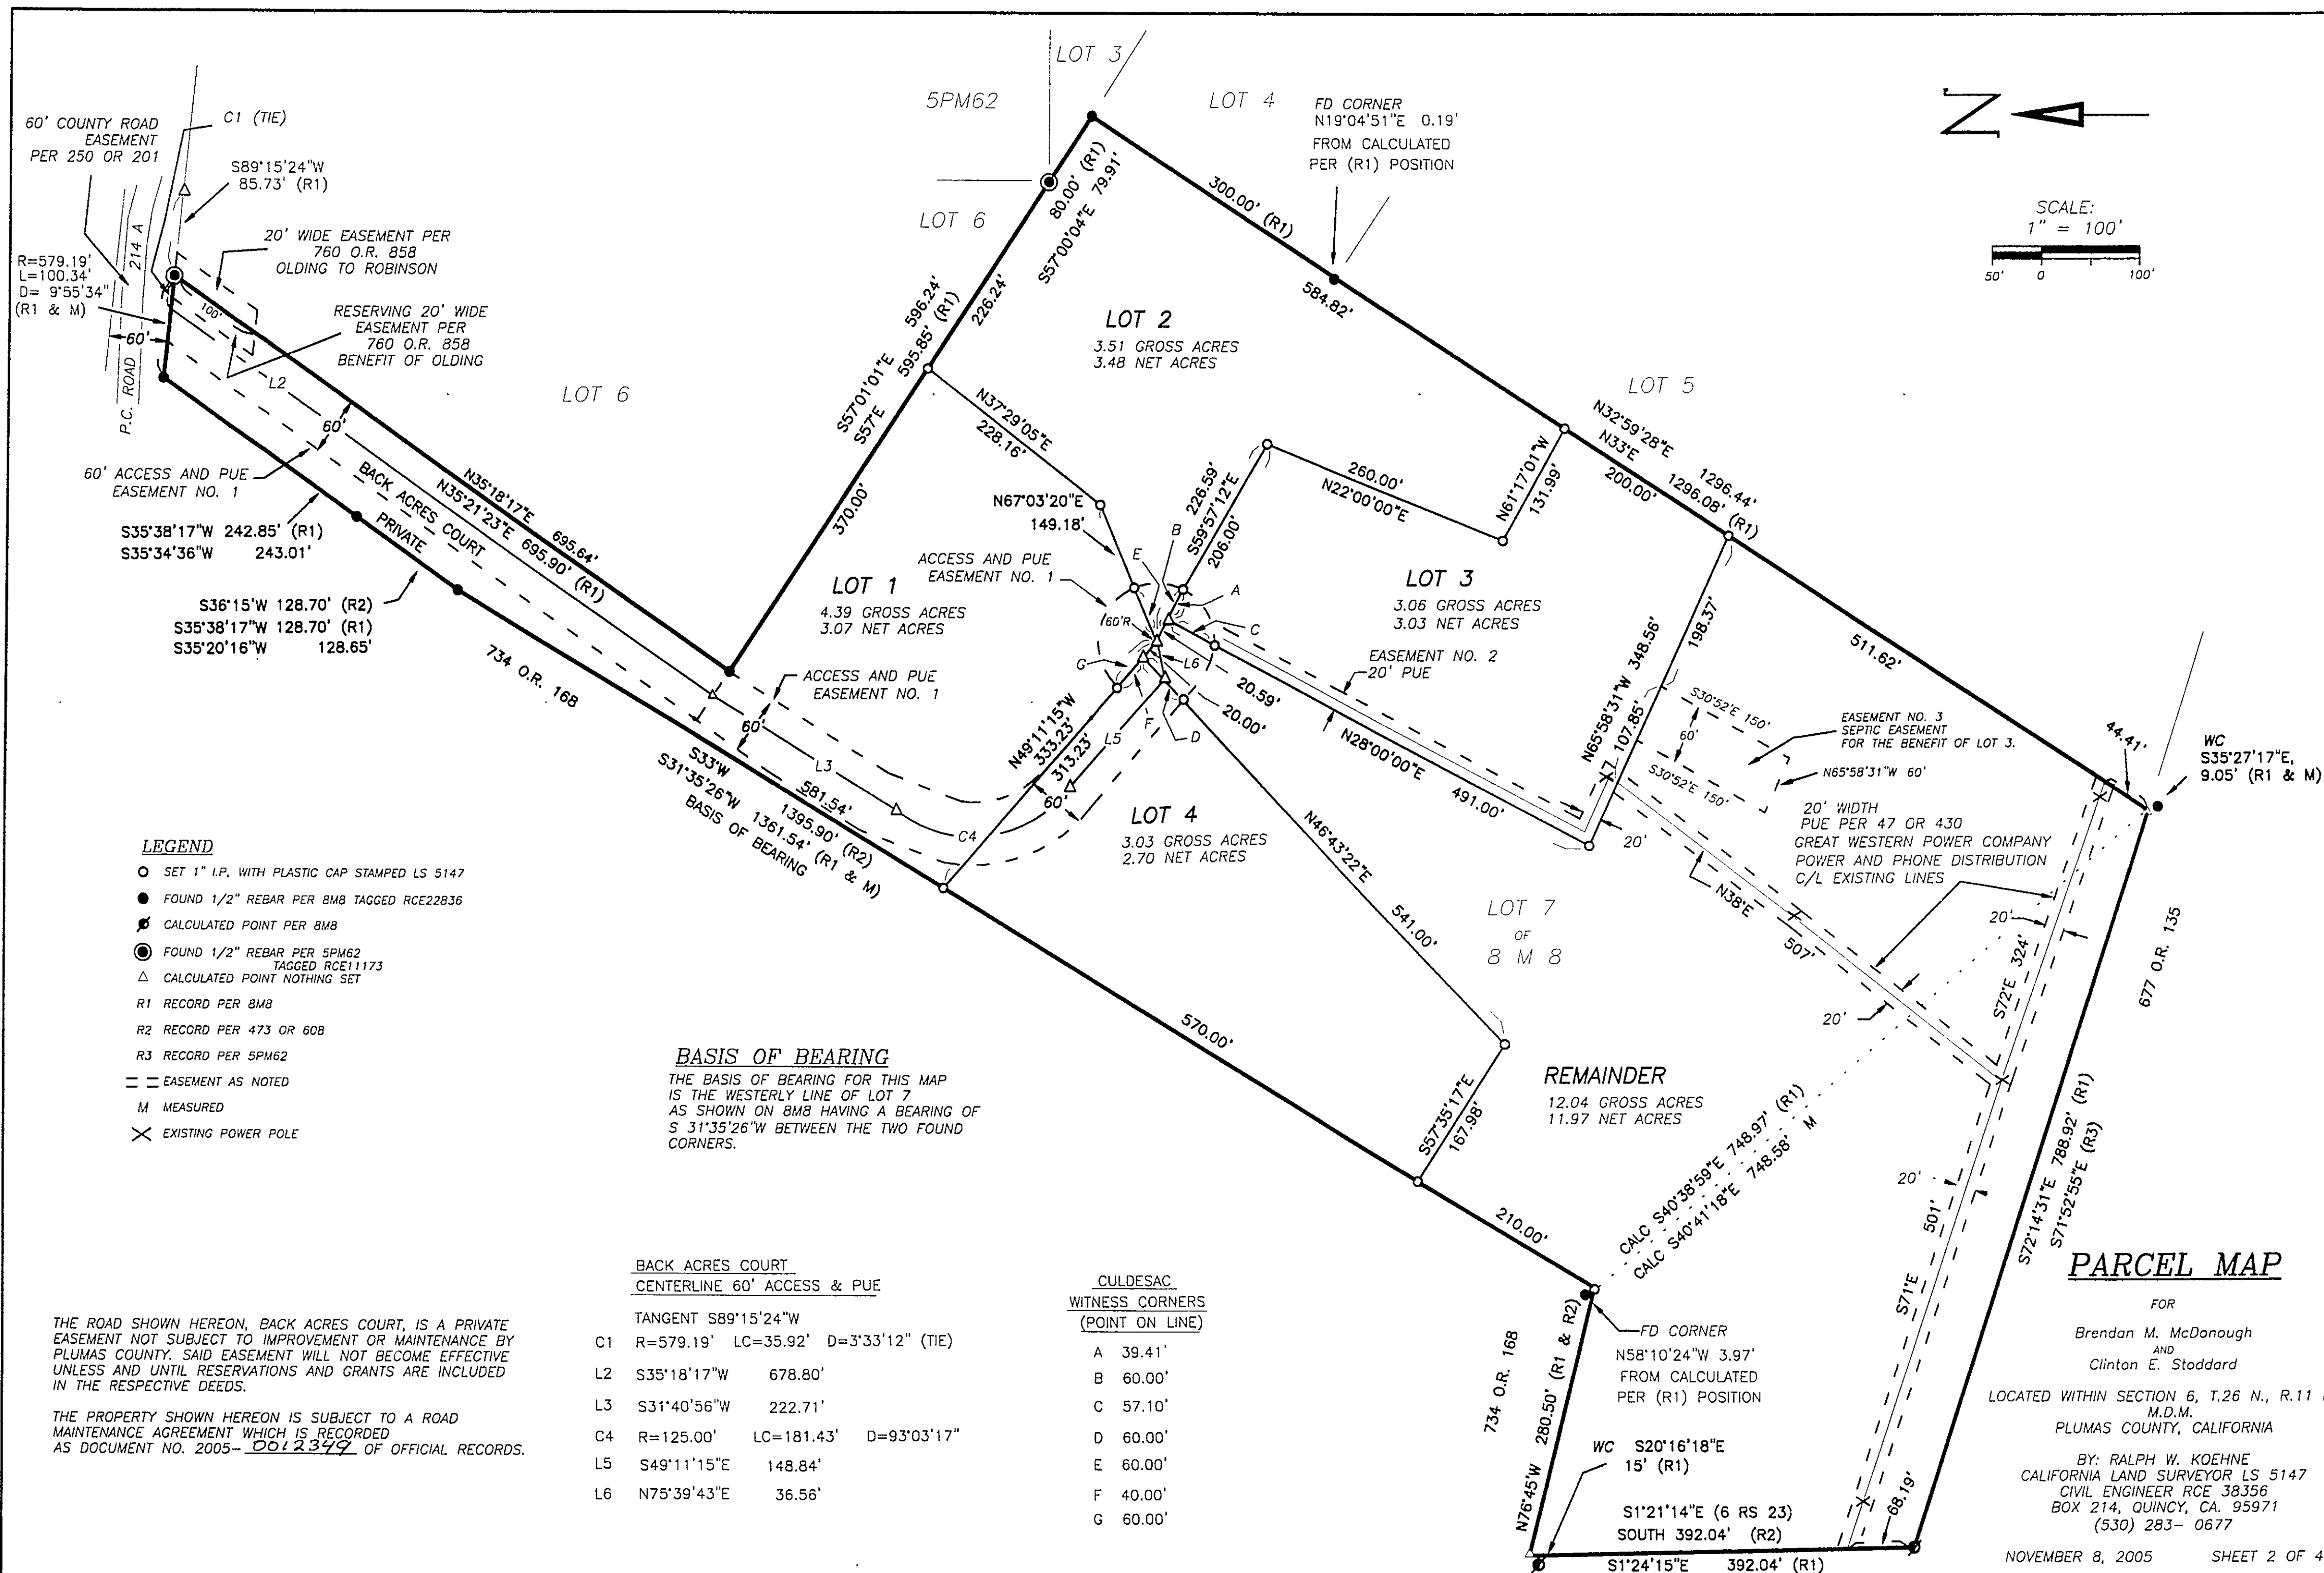 LOT 3
5PM62
LOT 4
FD CORNER
N19°04'51"E 0.19'
FROM CALCULATED
PER (R1) POSITION
N
SCALE:
1" = 100'
50' 0 100'
60' COUNTY ROAD
EASEMENT
PER 250 OR 201
C1 (TIE)
S89°15'24"W
85.73' (R1)
214 A
P.C. ROAD
R=579.19'
L=100.34'
D= 9°55'34"
(R1 & M)
60'
100'
20' WIDE EASEMENT PER
760 O.R. 858
OLDING TO ROBINSON
RESERVING 20' WIDE
EASEMENT PER
760 O.R. 858
BENEFIT OF OLDING
L2
60'
LOT 6
LOT 6
80.00' (R1)
S57°00'04"E 79.91'
300.00' (R1)
584.82'
226.24'
596.24'
595.85' (R1)
S57°01'01"E
S57°E
370.00'
LOT 2
3.51 GROSS ACRES
3.48 NET ACRES
LOT 5
N32°59'28"E 1296.44'
N33°E 1296.08' (R1)
200.00'
N37°29'05"E
228.16'
N67°03'20"E
149.18'
226.59'
S59°57'12"E
206.00'
260.00'
N22°00'00"E
N61°17'01"W
131.99'
60' ACCESS AND PUE
EASEMENT NO. 1
BACK ACRES COURT
PRIVATE
N35°18'17"E 695.64'
N35°21'23"E 695.90' (R1)
S35°38'17"W 242.85' (R1)
S35°34'36"W 243.01'
S36°15'W 128.70' (R2)
S35°38'17"W 128.70' (R1)
S35°20'16"W 128.65'
734 O.R. 168
LOT 1
4.39 GROSS ACRES
3.07 NET ACRES
ACCESS AND PUE
EASEMENT NO. 1
B
E
A
C
60'R
G
L6
F
D
L5
20.59'
20.00'
LOT 3
3.06 GROSS ACRES
3.03 NET ACRES
EASEMENT NO. 2
20' PUE
N28°00'00"E
491.00'
N65°58'31"W 348.56'
198.37'
107.85'
20'
511.62'
44.41'
WC
S35°27'17"E,
9.05' (R1 & M)
S30°52'E 150'
60'
S30°52'E 150'
EASEMENT NO. 3
SEPTIC EASEMENT
FOR THE BENEFIT OF LOT 3.
N65°58'31"W 60'
20' WIDTH
PUE PER 47 OR 430
GREAT WESTERN POWER COMPANY
POWER AND PHONE DISTRIBUTION
C/L EXISTING LINES
ACCESS AND PUE
EASEMENT NO. 1
60'
L3
C4
N49°11'15"W
333.23'
313.23'
60'
S33°W 1395.90' (R2)
S31°35'26"W 1361.54' (R1 & M)
BASIS OF BEARING
581.54'
LOT 4
3.03 GROSS ACRES
2.70 NET ACRES
N46°43'22"E
541.00'
LOT 7
OF
8 M 8
N38°E
507'
20'
20'
S72°E 324'
677 O.R. 135
LEGEND
SET 1" I.P. WITH PLASTIC CAP STAMPED LS 5147
FOUND 1/2" REBAR PER 8M8 TAGGED RCE22836
CALCULATED POINT PER 8M8
FOUND 1/2" REBAR PER 5PM62
TAGGED RCE11173
CALCULATED POINT NOTHING SET
R1 RECORD PER 8M8
R2 RECORD PER 473 OR 608
R3 RECORD PER 5PM62
EASEMENT AS NOTED
M MEASURED
EXISTING POWER POLE
BASIS OF BEARING
THE BASIS OF BEARING FOR THIS MAP
IS THE WESTERLY LINE OF LOT 7
AS SHOWN ON 8M8 HAVING A BEARING OF
S 31°35'26"W BETWEEN THE TWO FOUND
CORNERS.
570.00'
S57°35'17"E
167.98'
REMAINDER
12.04 GROSS ACRES
11.97 NET ACRES
210.00'
CALC S40°38'59"E 748.97' (R1)
CALC S40°41'18"E 748.58' M
20'
501'
S71°E
S72°14'31"E 788.92' (R1)
S71°52'55"E (R3)
THE ROAD SHOWN HEREON, BACK ACRES COURT, IS A PRIVATE
EASEMENT NOT SUBJECT TO IMPROVEMENT OR MAINTENANCE BY
PLUMAS COUNTY. SAID EASEMENT WILL NOT BECOME EFFECTIVE
UNLESS AND UNTIL RESERVATIONS AND GRANTS ARE INCLUDED
IN THE RESPECTIVE DEEDS.
THE PROPERTY SHOWN HEREON IS SUBJECT TO A ROAD
MAINTENANCE AGREEMENT WHICH IS RECORDED
AS DOCUMENT NO. 2005-0012349 OF OFFICIAL RECORDS.
BACK ACRES COURT
CENTERLINE 60' ACCESS & PUE
TANGENT S89°15'24"W
C1 R=579.19' LC=35.92' D=3°33'12" (TIE)
L2 S35°18'17"W 678.80'
L3 S31°40'56"W 222.71'
C4 R=125.00' LC=181.43' D=93°03'17"
L5 S49°11'15"E 148.84'
L6 N75°39'43"E 36.56'
CULDESAC
WITNESS CORNERS
(POINT ON LINE)
A 39.41'
B 60.00'
C 57.10'
D 60.00'
E 60.00'
F 40.00'
G 60.00'
734 O.R. 168
N76°45'W 280.50' (R1 & R2)
FD CORNER
N58°10'24"W 3.97'
FROM CALCULATED
PER (R1) POSITION
WC S20°16'18"E
15' (R1)
S1°21'14"E (6 RS 23)
SOUTH 392.04' (R2)
S1°24'15"E 392.04' (R1)
68.19'
PARCEL MAP
FOR
Brendan M. McDonough
AND
Clinton E. Stoddard
LOCATED WITHIN SECTION 6, T.26 N., R.11
M.D.M.
PLUMAS COUNTY, CALIFORNIA
BY: RALPH W. KOEHNE
CALIFORNIA LAND SURVEYOR LS 5147
CIVIL ENGINEER RCE 38356
BOX 214, QUINCY, CA. 95971
(530) 283- 0677
NOVEMBER 8, 2005 SHEET 2 OF 4